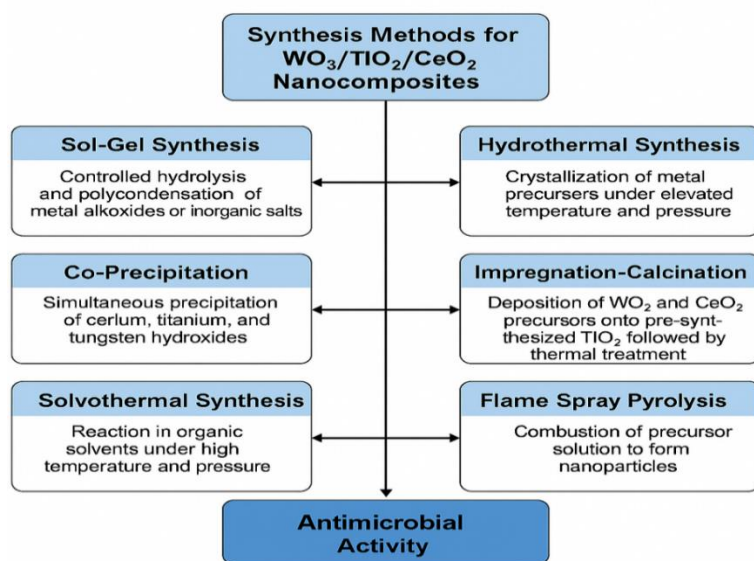 Synthesis Methods for
WO₃/TIO₂/CeO₂
Nanocomposites
Sol-Gel Synthesis
Controlled hydrolysis
and polycondensation of
metal alkoxides or inorganic salts
Hydrothermal Synthesis
Crystallization of metal
precursers under elevated
temperature and pressure
Co-Precipitation
Simultaneous precipitation
of cerlum, titanium, and
tungsten hydroxides
Impregnation-Calcination
Deposition of WO₂ and CeO₂
precursors onto pre-synt-
thesized TIO₂ followed by
thermal treatment
Solvothermal Synthesis
Reaction in organic
solvents under high
temperature and pressure
Flame Spray Pyrolysis
Combustion of precursor
solution to form
nanoparticles
Antimicrobial
Activity